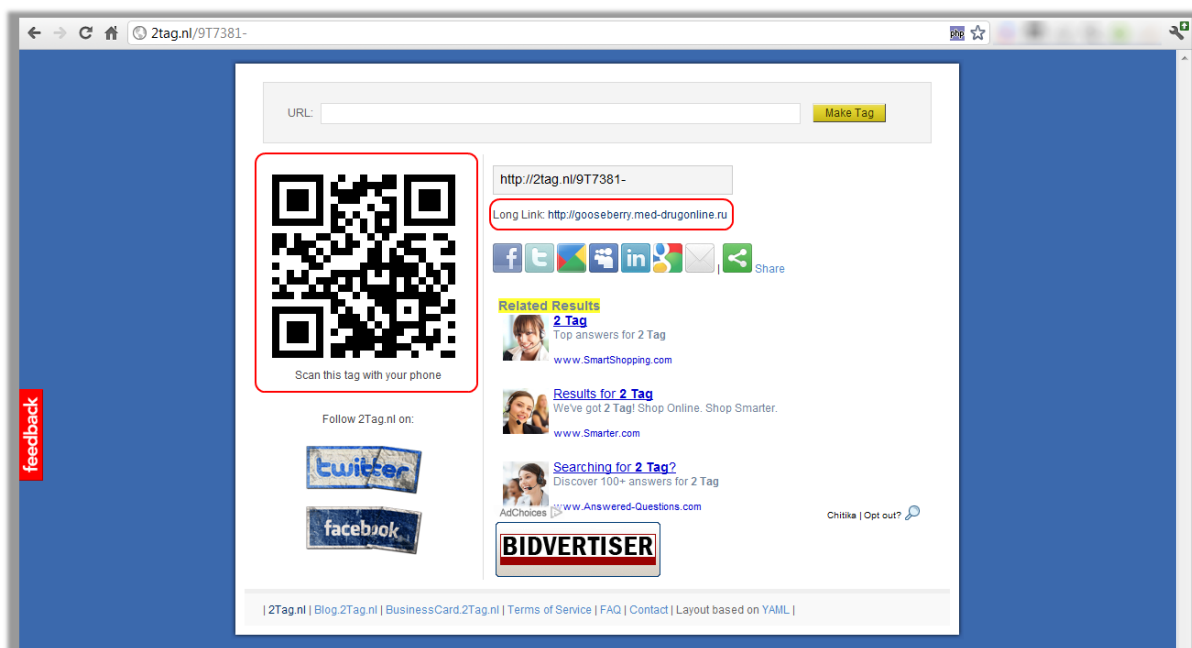 2tag.nl/9T7381-
php
URL:
Make Tag
http://2tag.nl/9T7381-
Long Link: http://gooseberry.med-drugonline.ru
| Share
Scan this tag with your phone
Related Results
2 Tag
Top answers for 2 Tag
www.SmartShopping.com
Results for 2 Tag
We've got 2 Tag! Shop Online. Shop Smarter.
www.Smarter.com
Searching for 2 Tag?
Discover 100+ answers for 2 Tag
www.Answered-Questions.com
AdChoices
Chitika | Opt out?
BIDVERTISER
feedback
Follow 2Tag.nl on:
twitter
facebook
| 2Tag.nl | Blog.2Tag.nl | BusinessCard.2Tag.nl | Terms of Service | FAQ | Contact | Layout based on YAML |